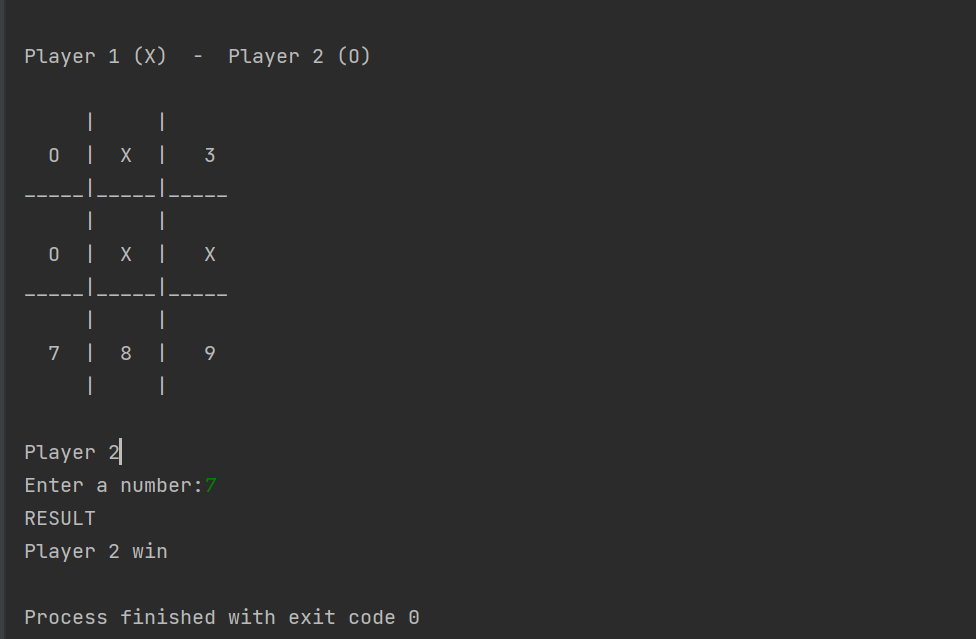 Player 1 (X)  -  Player 2 (O)
     |     |
  O  |  X  |   3
_____|_____|_____
     |     |
  O  |  X  |   X
_____|_____|_____
     |     |
  7  |  8  |   9
     |     |
Player 2
Enter a number:7
RESULT
Player 2 win
Process finished with exit code 0